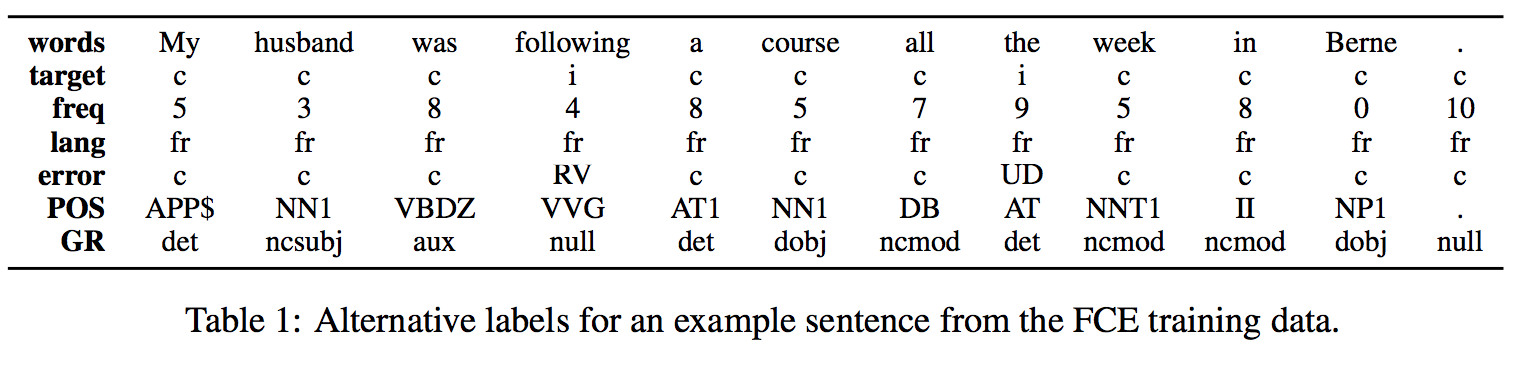 words My husband was following a course all the week in Berne .
target c c c i c c c i c c c c
freq 5 3 8 4 8 5 7 9 5 8 0 10
lang fr fr fr fr fr fr fr fr fr fr fr fr
error c c c RV c c c UD c c c c
POS APP$ NN1 VBDZ VVG AT1 NN1 DB AT NNT1 II NP1 .
GR det ncsubj aux null det dobj ncmod det ncmod ncmod dobj null
Table 1: Alternative labels for an example sentence from the FCE training data.